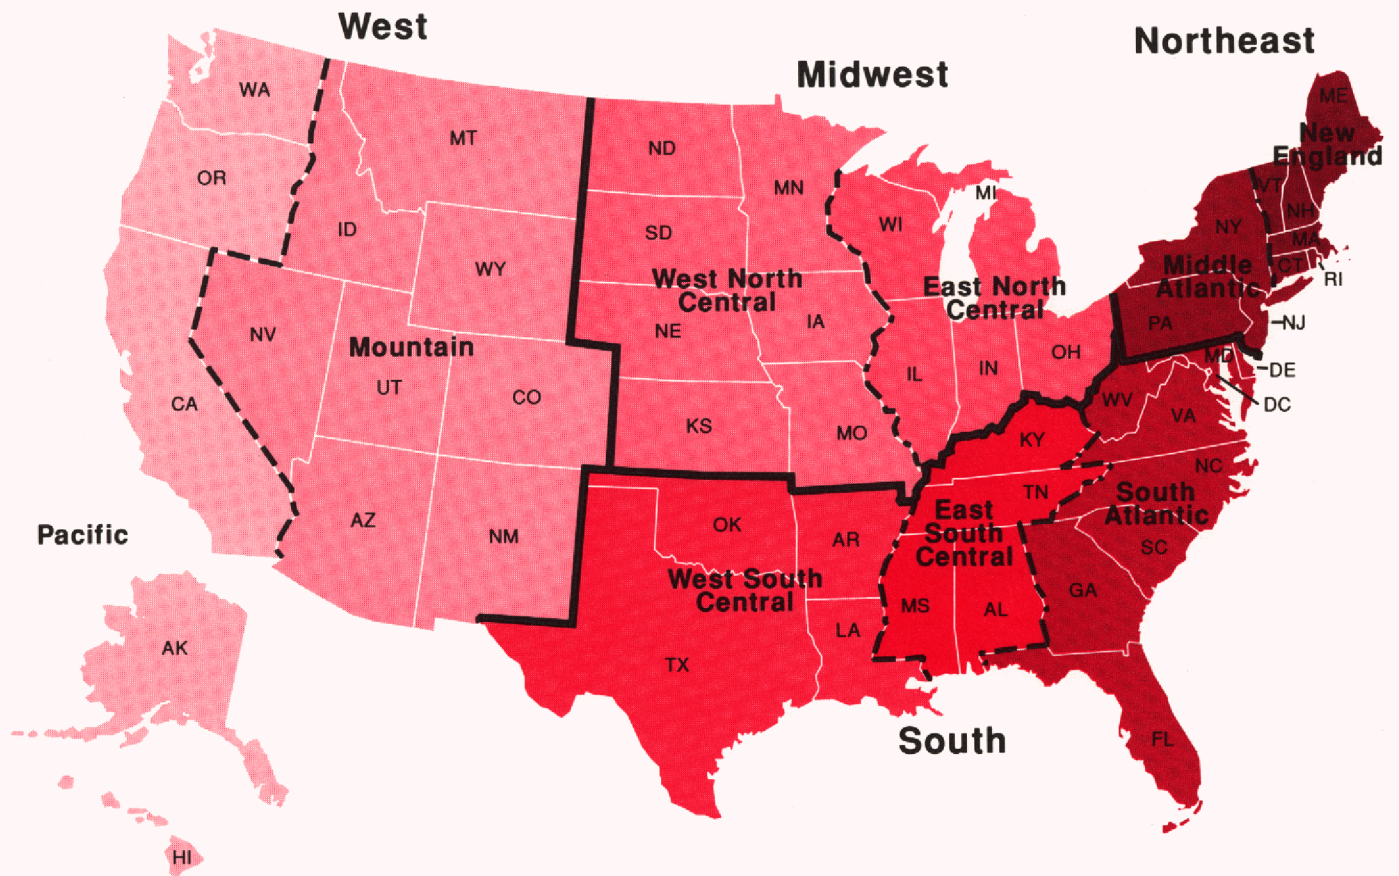 West
Midwest
Northeast
WA
MT
ND
MN
ME
New
England
VT
NH
OR
ID
WY
SD
WI
MI
NY
MA
CT
RI
West North
Central
East North
Central
Middle
Atlantic
NV
Mountain
UT
CO
NE
IA
IL
IN
OH
PA
NJ
MD
DE
DC
CA
KS
MO
KY
WV
VA
NC
Pacific
AZ
NM
OK
AR
TN
East
South
Central
South
Atlantic
SC
West South
Central
MS
AL
GA
LA
TX
AK
South
FL
HI